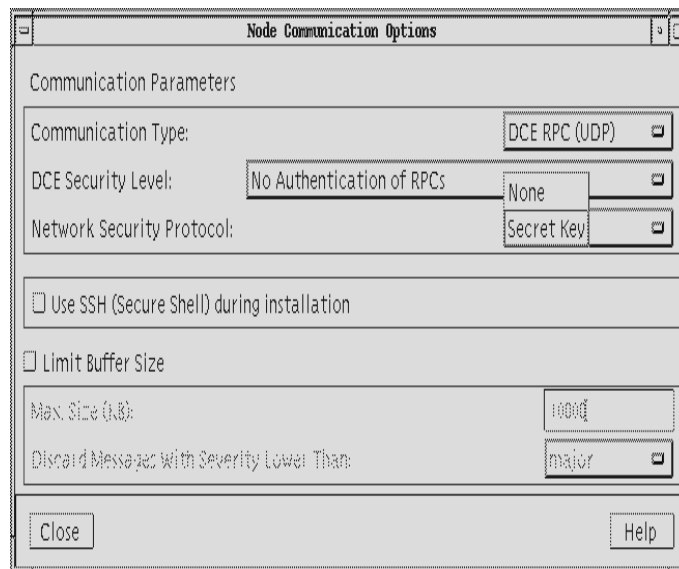 Node Communication Options
Communication Parameters
Communication Type: DCE RPC (UDP)
DCE Security Level: No Authentication of RPCs
None
Network Security Protocol: Secret Key
Use SSH (Secure Shell) during installation
Limit Buffer Size
Max. Size (KB): 10000
Discard Messages With Severity Lower Than: major
Close Help